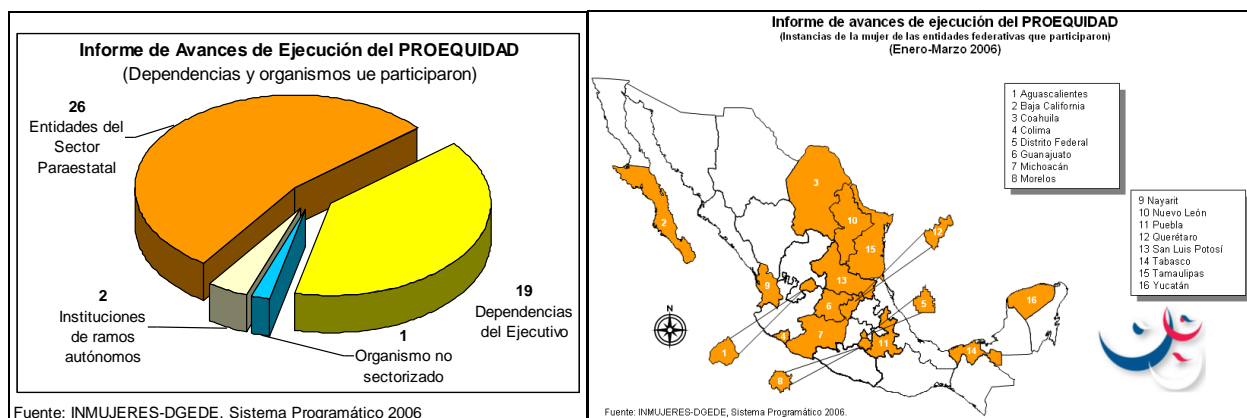 Informe de Avances de Ejecución del PROEQUIDAD
(Dependencias y organismos ue participaron)
26
Entidades del
Sector
Paraestatal
2
Instituciones
de ramos
autónomos
1
Organismo no
sectorizado
19
Dependencias
del Ejecutivo
Fuente: INMUJERES-DGEDE, Sistema Programático 2006
Informe de avances de ejecución del PROEQUIDAD
(Instancias de la mujer de las entidades federativas que participaron)
(Enero-Marzo 2006)
1 Aguascalientes
2 Baja California
3 Coahuila
4 Colima
5 Distrito Federal
6 Guanajuato
7 Michoacán
8 Morelos
9 Nayarit
10 Nuevo León
11 Puebla
12 Querétaro
13 San Luis Potosí
14 Tabasco
15 Tamaulipas
16 Yucatán
3
2
10
12
15
13
9
5
16
6
7
11
1
14
8
N
Fuente: INMUJERES-DGEDE, Sistema Programático 2006.